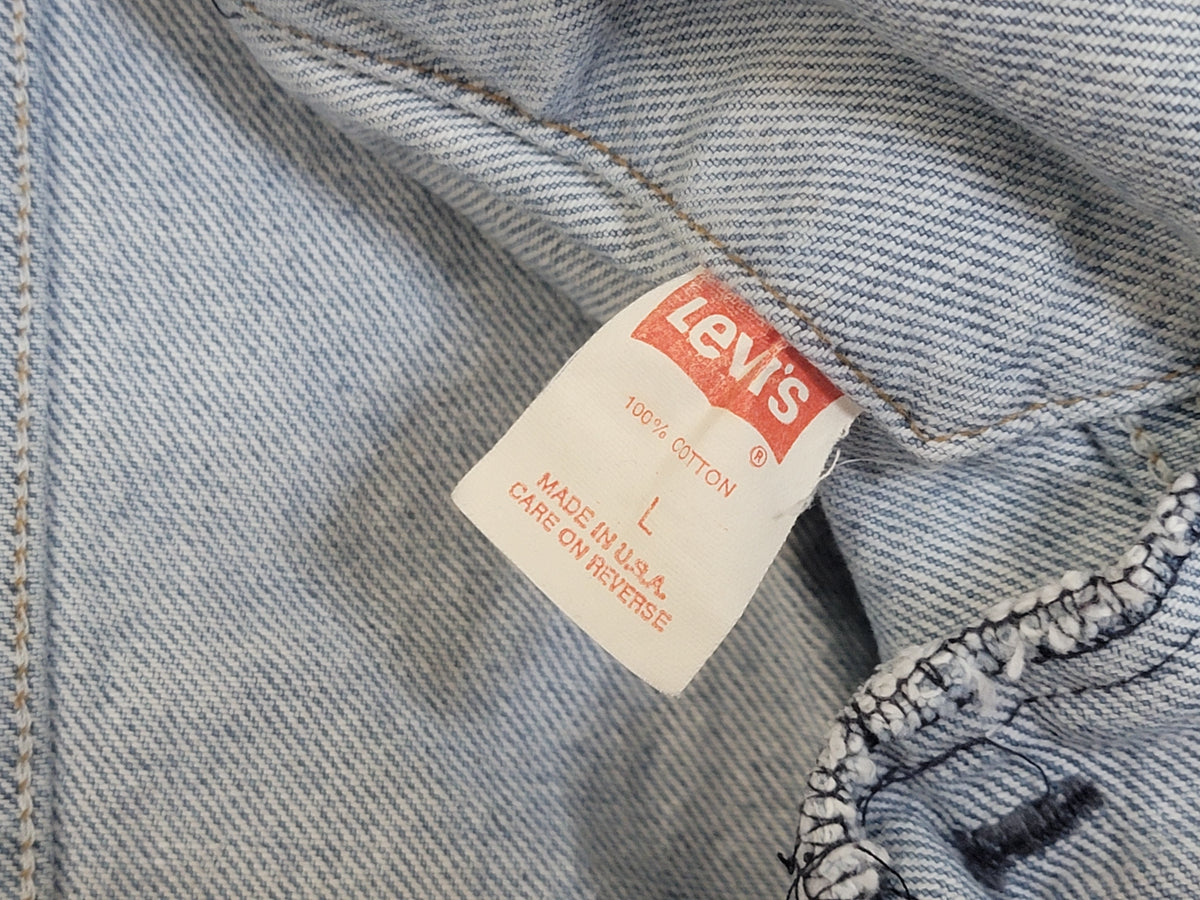 Levi's
®
100% COTTON
L
MADE IN U.S.A.
CARE ON REVERSE